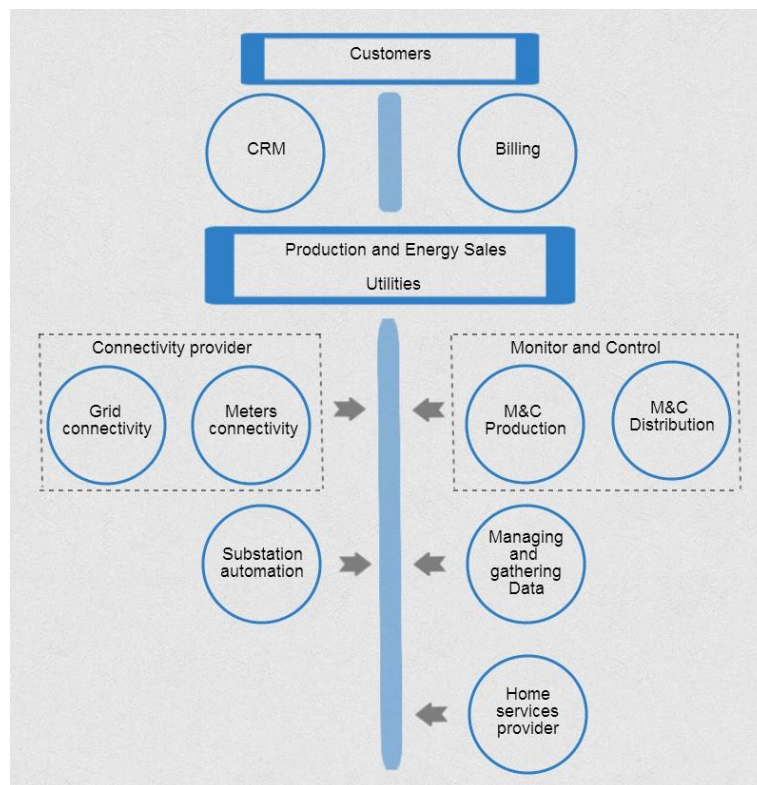 Customers
CRM
Billing
Production and Energy Sales
Utilities
Connectivity provider
Grid
connectivity
Meters
connectivity
Monitor and Control
M&C
Production
M&C
Distribution
Substation
automation
Managing
and
gathering
Data
Home
services
provider